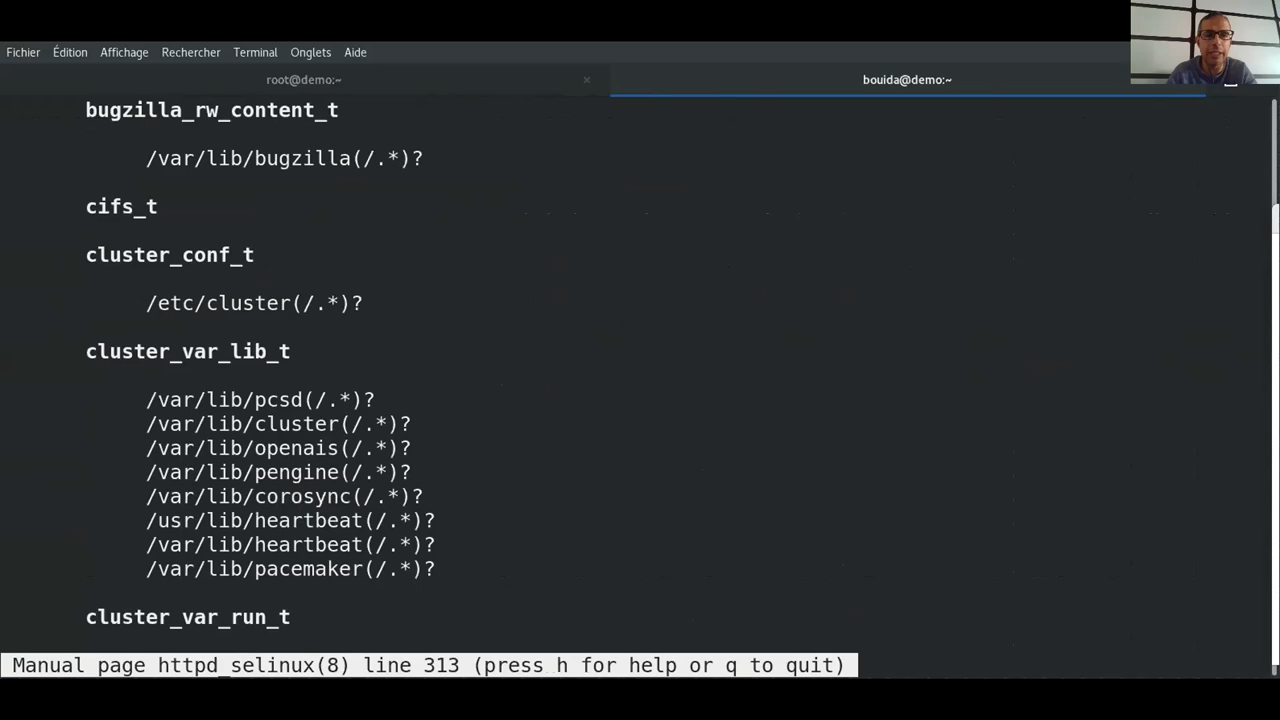 Fichier Édition Affichage Rechercher Terminal Onglets Aide
root@demo:~ × bouida@demo:~
bugzilla_rw_content_t
/var/lib/bugzilla(/.*)?
cifs_t
cluster_conf_t
/etc/cluster(/.*)?
cluster_var_lib_t
/var/lib/pcsd(/.*)?
/var/lib/cluster(/.*)?
/var/lib/openais(/.*)?
/var/lib/pengine(/.*)?
/var/lib/corosync(/.*)?
/usr/lib/heartbeat(/.*)?
/var/lib/heartbeat(/.*)?
/var/lib/pacemaker(/.*)?
cluster_var_run_t
Manual page httpd_selinux(8) line 313 (press h for help or q to quit)